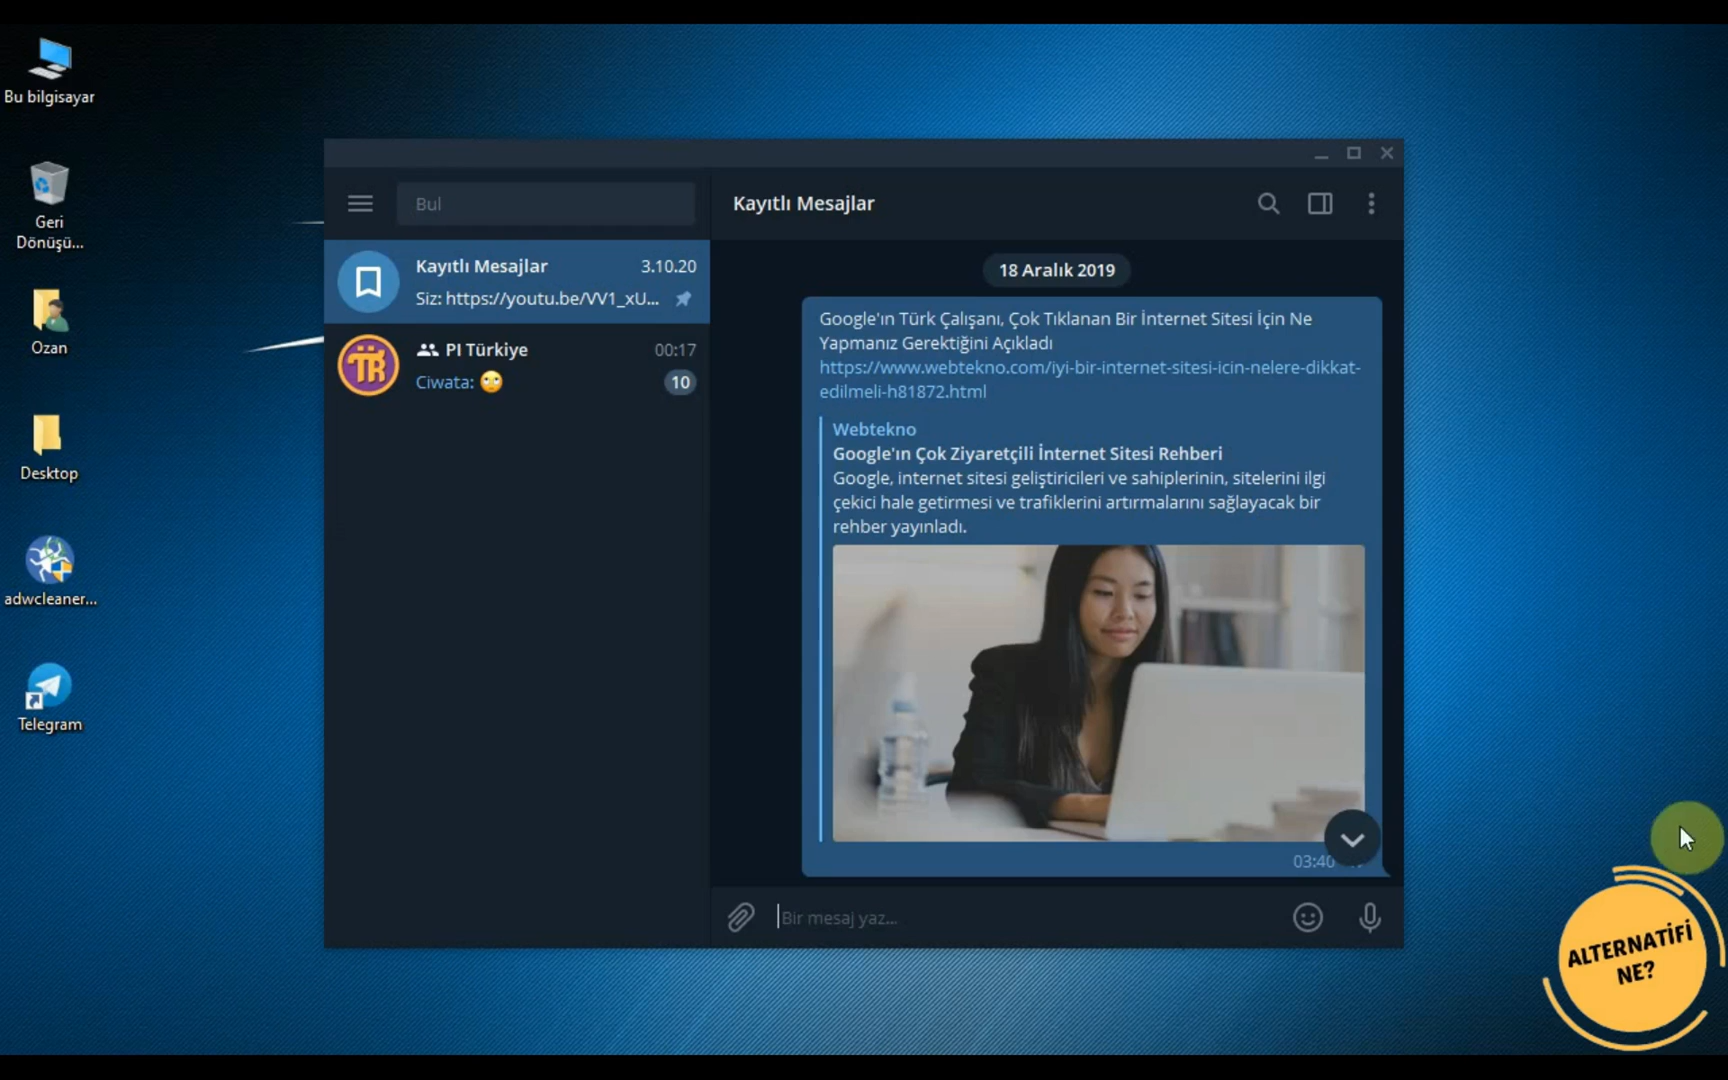 Bu bilgisayar
Geri
Dönüşü...
Ozan
Desktop
adwcleaner...
Telegram
Bul
Kayıtlı Mesajlar
3.10.20
Siz: https://youtu.be/VV1_xU...
PI Türkiye
00:17
Ciwata:
10
Kayıtlı Mesajlar
18 Aralık 2019
Google'ın Türk Çalışanı, Çok Tıklanan Bir İnternet Sitesi İçin Ne
Yapmanız Gerektiğini Açıkladı
https://www.webtekno.com/iyi-bir-internet-sitesi-icin-nelere-dikkat-
edilmeli-h81872.html
Webtekno
Google'ın Çok Ziyaretçili İnternet Sitesi Rehberi
Google, internet sitesi geliştiricileri ve sahiplerinin, sitelerini ilgi
çekici hale getirmesi ve trafiklerini artırmalarını sağlayacak bir
rehber yayınladı.
03:40
Bir mesaj yaz...
ALTERNATİFİ
NE?